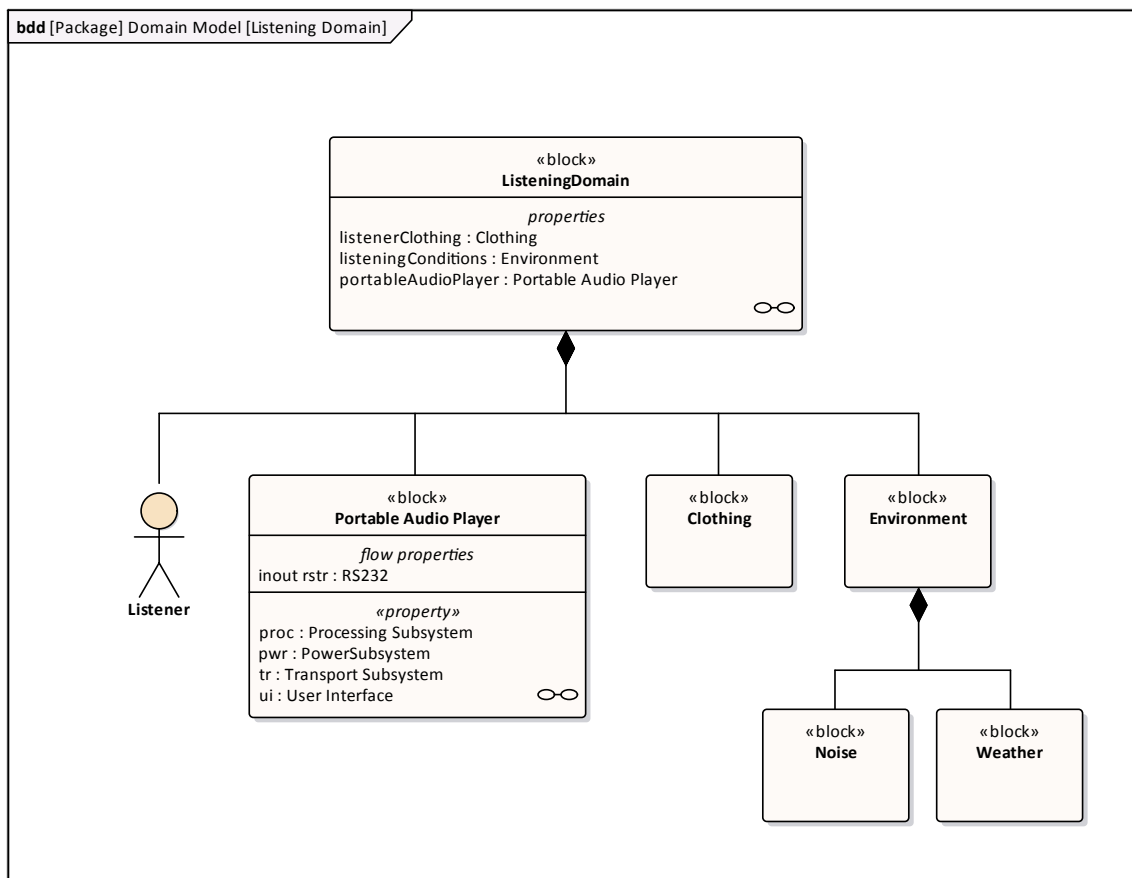 bdd [Package] Domain Model [Listening Domain]
«block»
ListeningDomain
properties
listenerClothing : Clothing
listeningConditions : Environment
portableAudioPlayer : Portable Audio Player
Listener
«block»
Portable Audio Player
flow properties
inout rstr : RS232
«property»
proc : Processing Subsystem
pwr : PowerSubsystem
tr : Transport Subsystem
ui : User Interface
«block»
Clothing
«block»
Environment
«block»
Noise
«block»
Weather